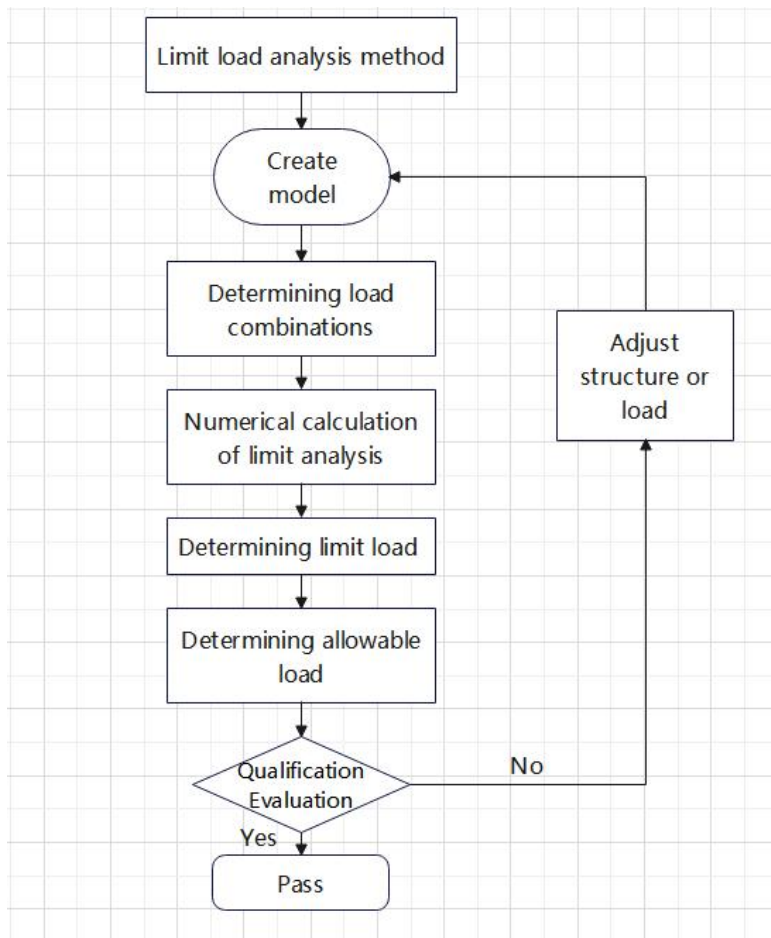 Limit load analysis method
Create
model
Determining load
combinations
Adjust
structure or
load
Numerical calculation
of limit analysis
Determining limit load
Determining allowable
load
Qualification
Evaluation
No
Yes
Pass